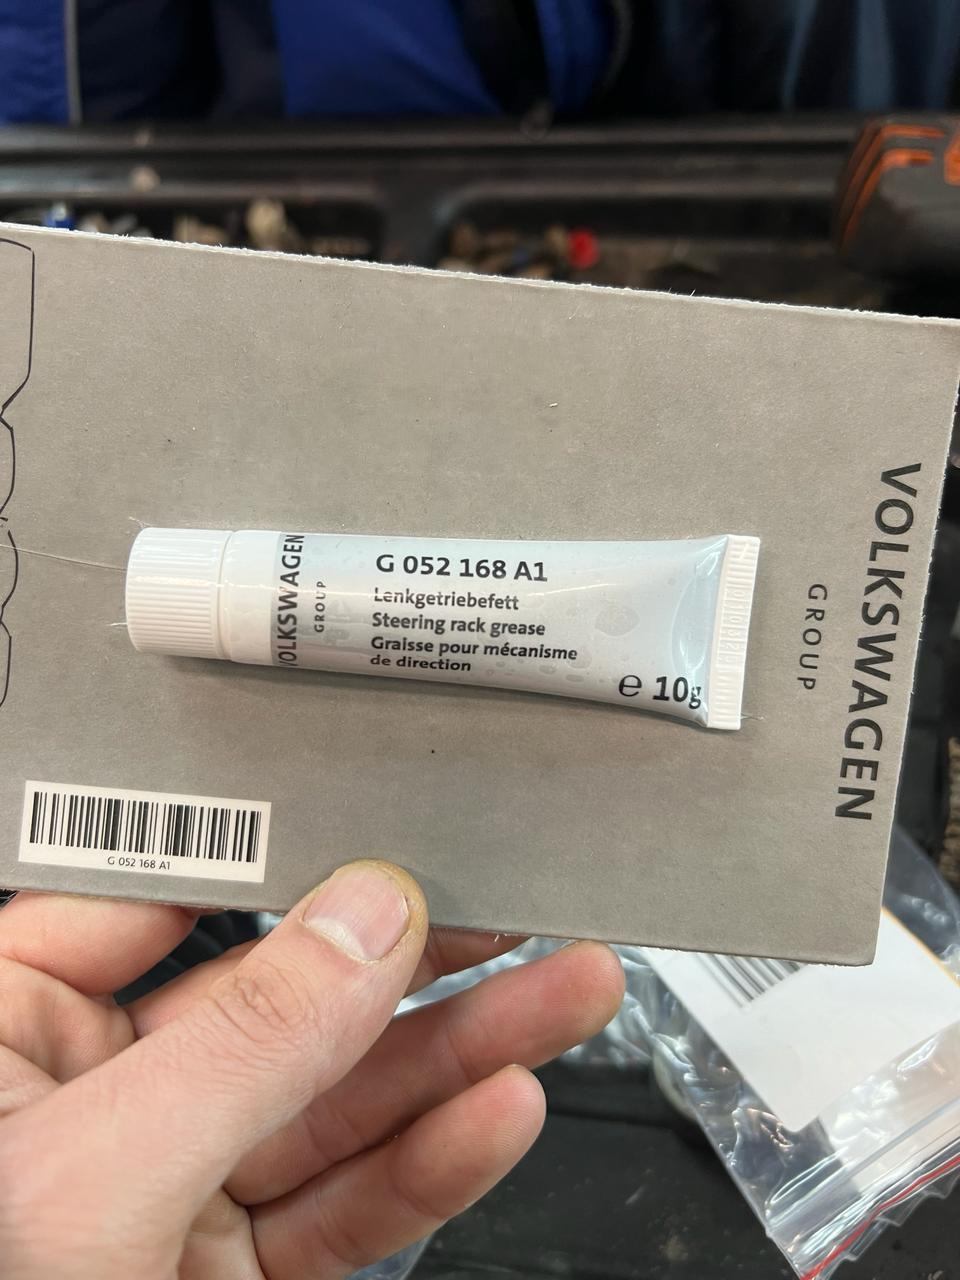 VOLKSWAGEN
GROUP
G 052 168 A1
Lenkgetriebefett
Steering rack grease
Graisse pour mécanisme
de direction
e 10g
G 052 168 A1
VOLKSWAGEN
GROUP